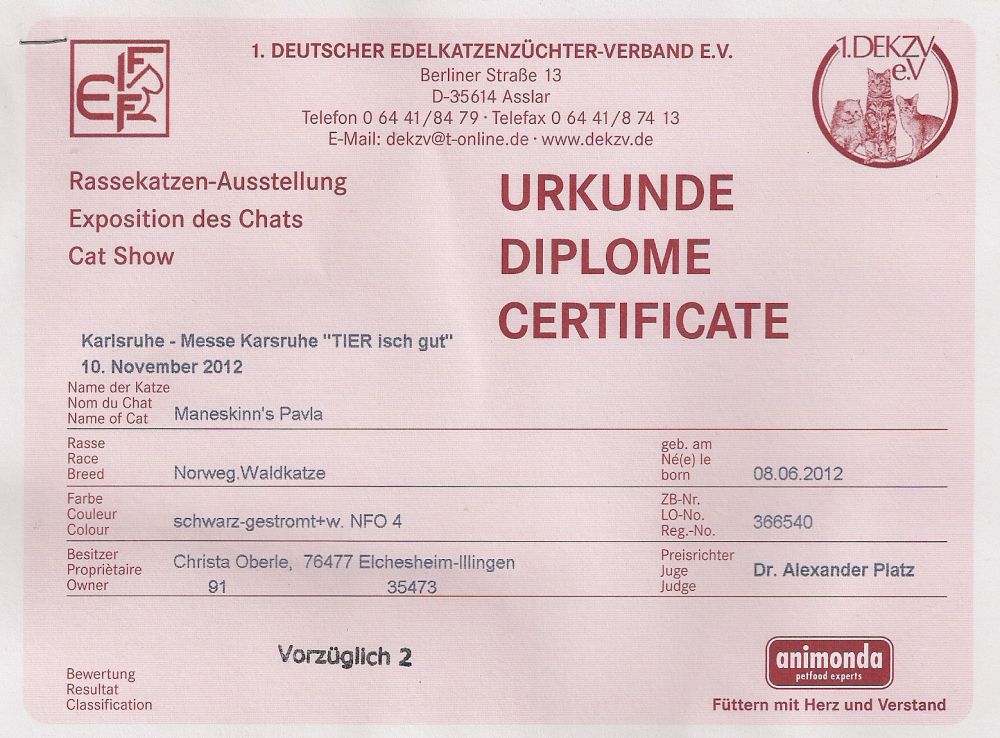 FIFE
1. DEUTSCHER EDELKATZENZÜCHTER-VERBAND E.V.
Berliner Straße 13
D-35614 Asslar
Telefon 0 64 41/84 79 · Telefax 0 64 41/8 74 13
E-Mail: dekzv@t-online.de · www.dekzv.de
1.DEKZV
e.V
Rassekatzen-Ausstellung
Exposition des Chats
Cat Show
URKUNDE
DIPLOME
CERTIFICATE
Karlsruhe - Messe Karsruhe "TIER isch gut"
10. November 2012
Name der Katze
Nom du Chat
Name of Cat Maneskinn's Pavla
Rasse
Race
Breed Norweg.Waldkatze
geb. am
Né(e) le
born 08.06.2012
Farbe
Couleur
Colour schwarz-gestromt+w. NFO 4
ZB-Nr.
LO-No.
Reg.-No. 366540
Besitzer
Propriètaire
Owner
Christa Oberle, 76477 Elchesheim-Illingen
91 35473
Preisrichter
Juge
Judge
Dr. Alexander Platz
Vorzüglich 2
Bewertung
Resultat
Classification
animonda
petfood experts
Füttern mit Herz und Verstand